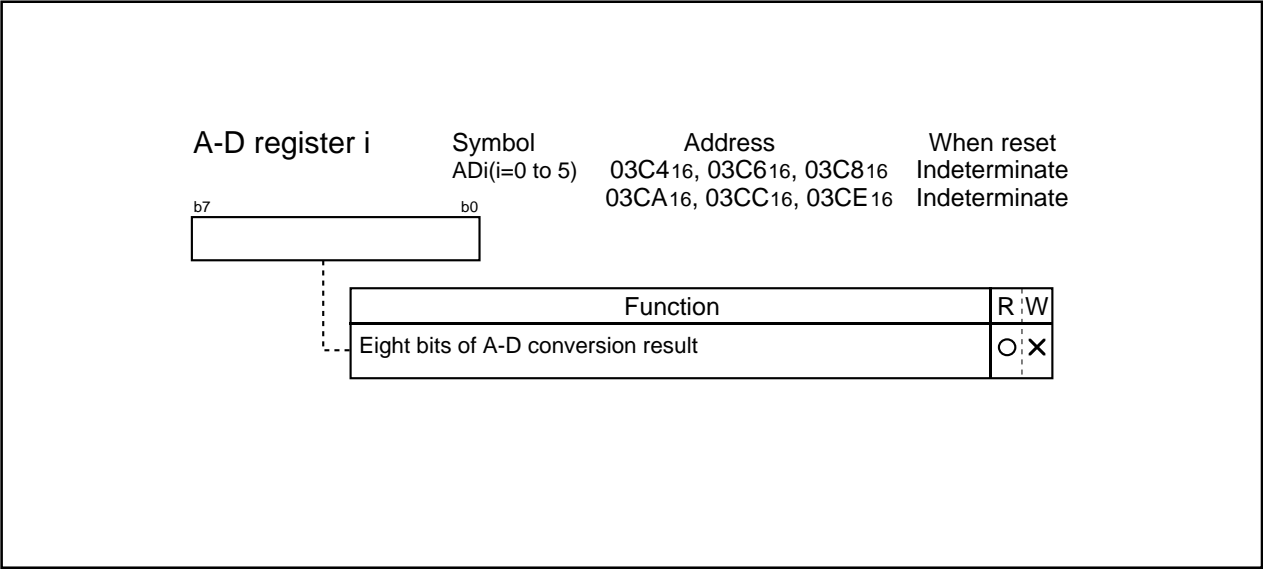 A-D register i Symbol Address When reset
ADi(i=0 to 5) 03C416, 03C616, 03C816 Indeterminate
03CA16, 03CC16, 03CE16 Indeterminate
b7 b0
Function R W
Eight bits of A-D conversion result